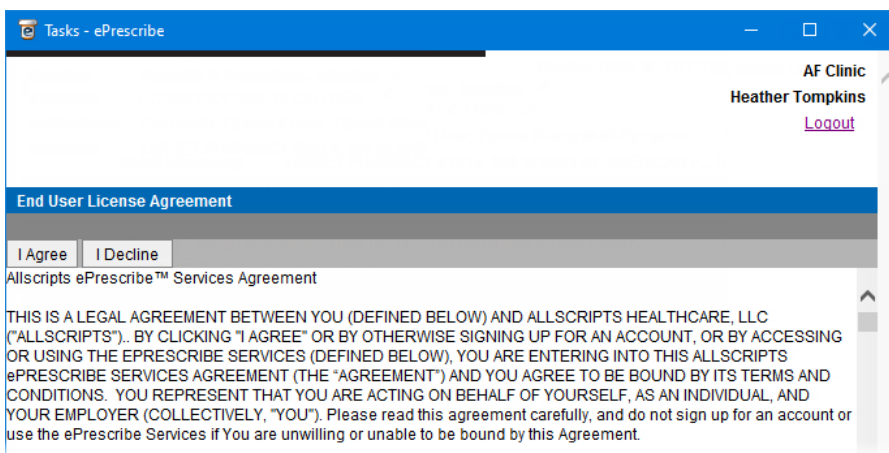 Tasks - ePrescribe
AF Clinic
Heather Tompkins
Logout
End User License Agreement
I Agree I Decline
Allscripts ePrescribe™ Services Agreement
THIS IS A LEGAL AGREEMENT BETWEEN YOU (DEFINED BELOW) AND ALLSCRIPTS HEALTHCARE, LLC
("ALLSCRIPTS").. BY CLICKING "I AGREE" OR BY OTHERWISE SIGNING UP FOR AN ACCOUNT, OR BY ACCESSING
OR USING THE EPRESCRIBE SERVICES (DEFINED BELOW), YOU ARE ENTERING INTO THIS ALLSCRIPTS
ePRESCRIBE SERVICES AGREEMENT (THE “AGREEMENT”) AND YOU AGREE TO BE BOUND BY ITS TERMS AND
CONDITIONS. YOU REPRESENT THAT YOU ARE ACTING ON BEHALF OF YOURSELF, AS AN INDIVIDUAL, AND
YOUR EMPLOYER (COLLECTIVELY, "YOU"). Please read this agreement carefully, and do not sign up for an account or
use the ePrescribe Services if You are unwilling or unable to be bound by this Agreement.